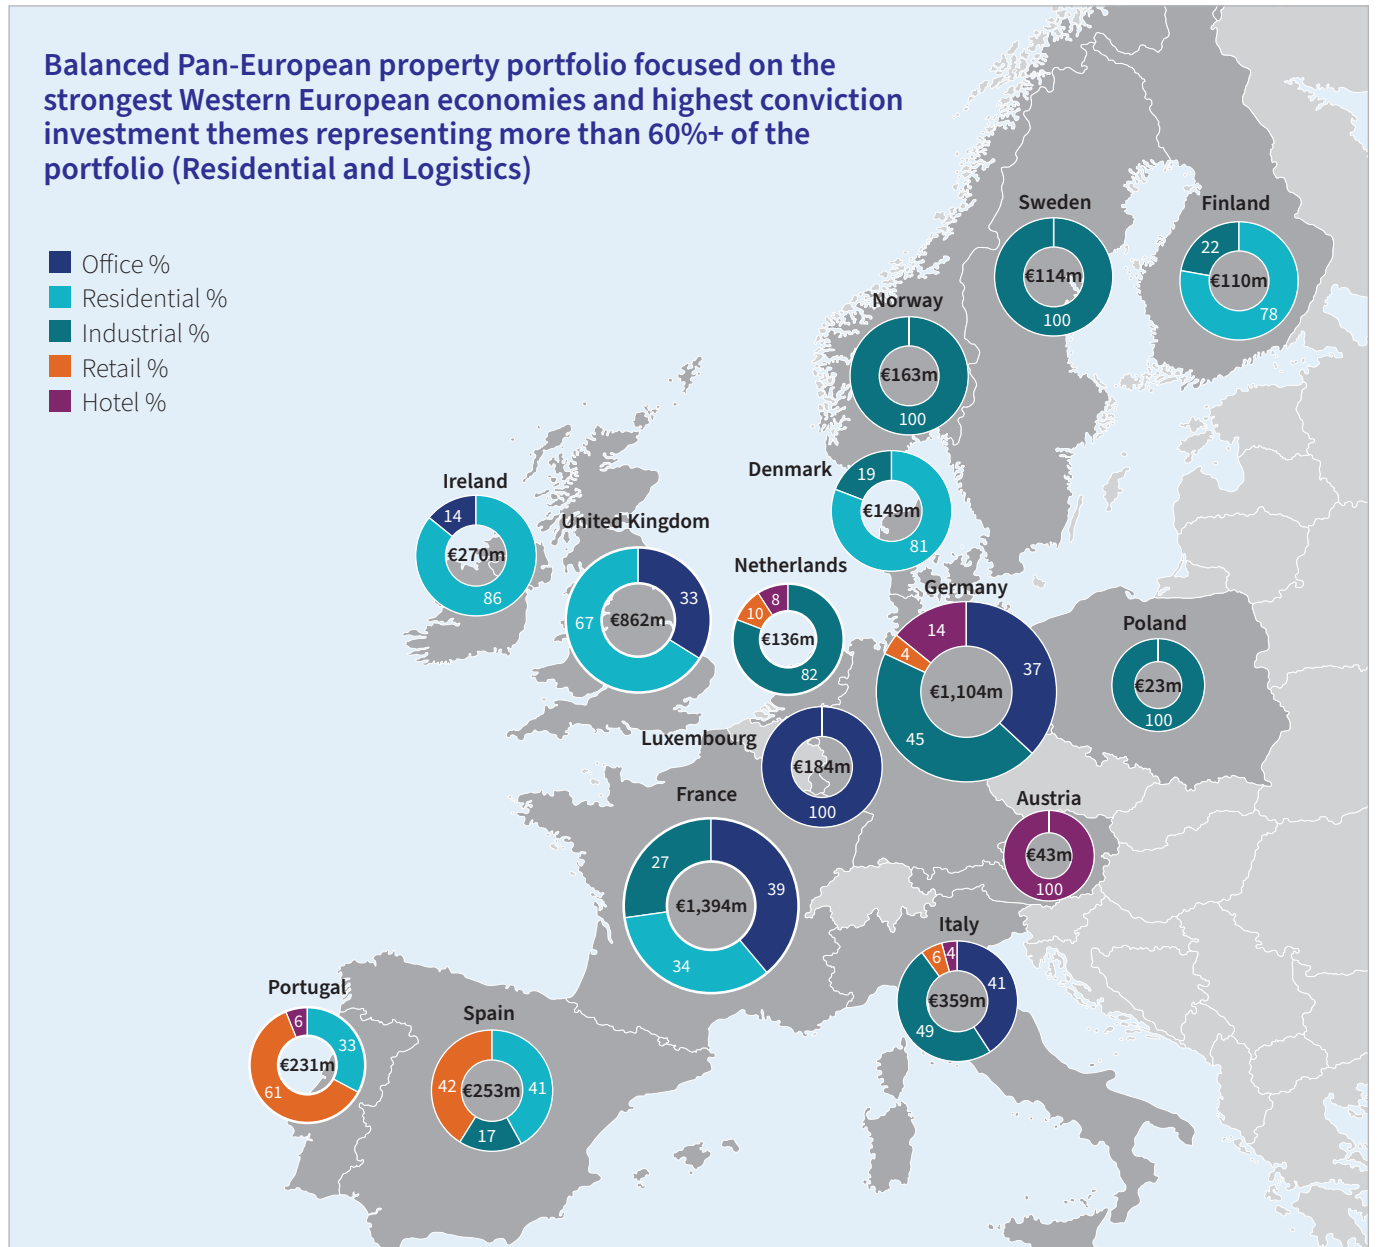 Balanced Pan-European property portfolio focused on the
strongest Western European economies and highest conviction
investment themes representing more than 60%+ of the
portfolio (Residential and Logistics)
Office %
Residential %
Industrial %
Retail %
Hotel %
Sweden
€114m
100
Finland
22
€110m
78
Norway
€163m
100
Denmark
19
€149m
81
Ireland
14
€270m
86
United Kingdom
33
€862m
67
Netherlands
10
8
€136m
82
Germany
14
4
37
€1,104m
45
Poland
€23m
100
Luxembourg
€184m
100
France
27
39
€1,394m
34
Austria
€43m
100
Italy
6
4
41
€359m
49
Portugal
6
33
€231m
61
Spain
42
€253m
41
17